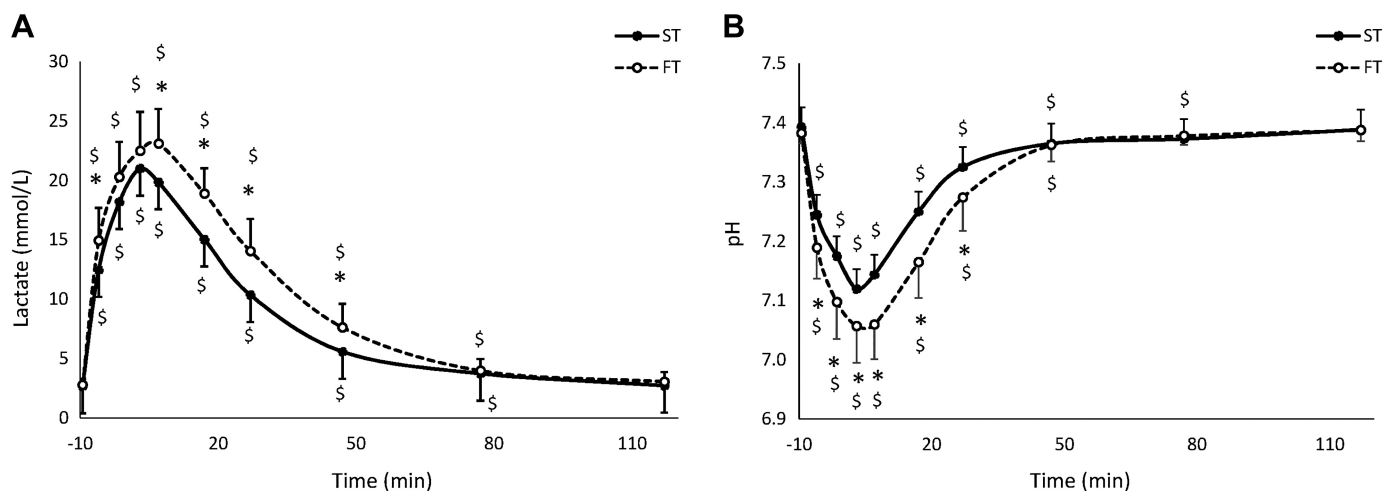 A
ST
FT
Lactate (mmol/L)
30
25
20
15
10
5
0
$ $ $ $ $ $ $ $
* * * * *
$ $ $ $ $ $ $ $
-10 20 50 80 110
Time (min)
B
ST
FT
pH
7.5
7.4
7.3
7.2
7.1
7.0
6.9
$ $ $ $ $ $ $ $
* * * * * *
$ $ $ $ $ $ $
-10 20 50 80 110
Time (min)